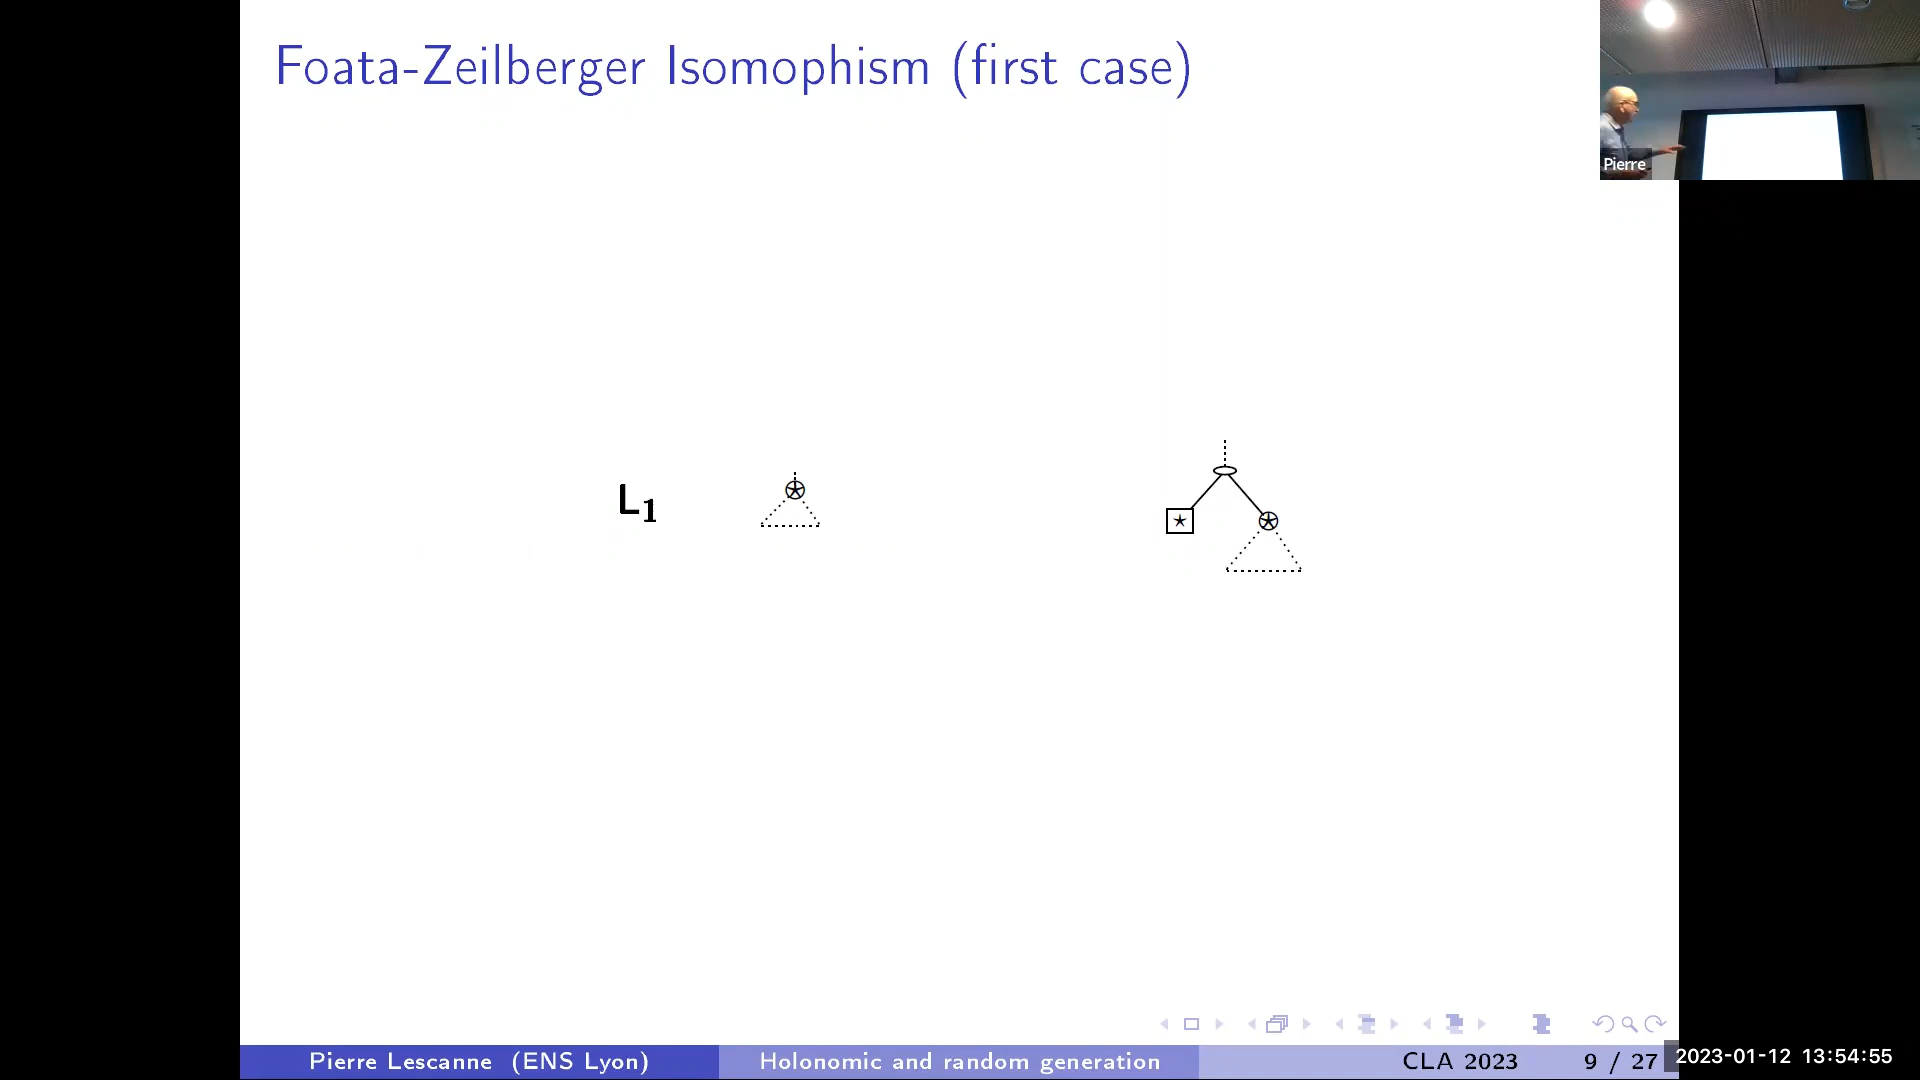 Foata-Zeilberger Isomophism (first case)
Pierre
L1
Pierre Lescanne (ENS Lyon) Holonomic and random generation CLA 2023 9 / 27
2023-01-12 13:54:55